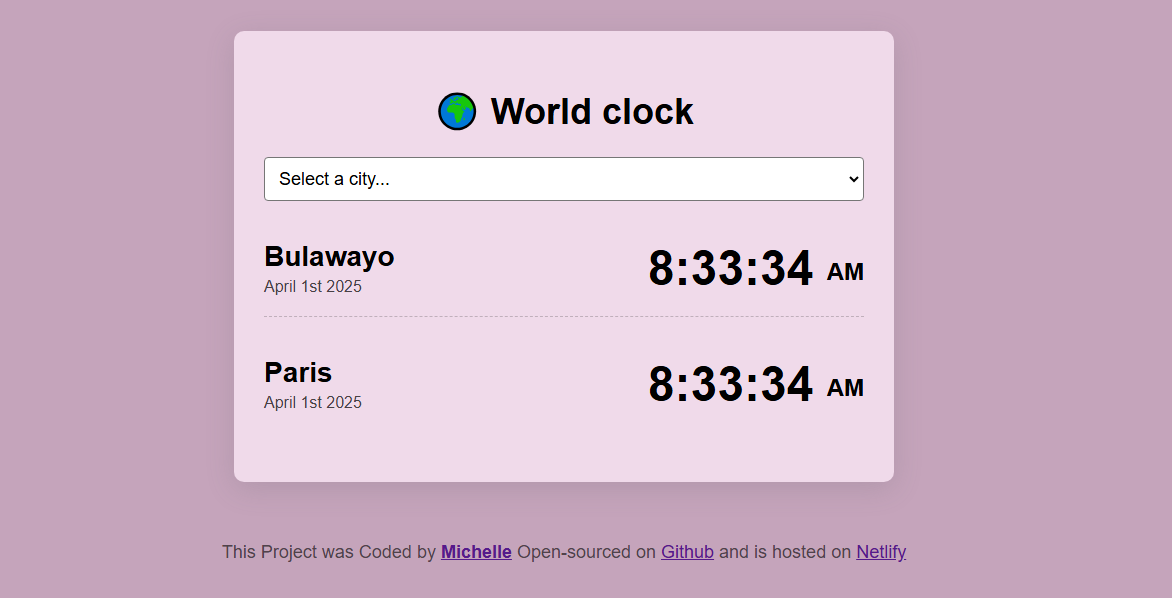 World clock
Select a city...
Bulawayo
8:33:34 AM
April 1st 2025
Paris
8:33:34 AM
April 1st 2025
This Project was Coded by Michelle Open-sourced on Github and is hosted on Netlify